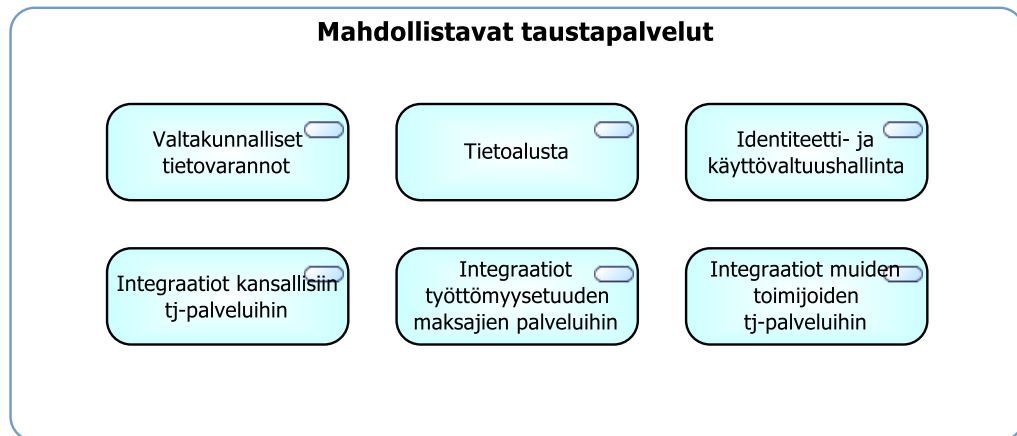 Mahdollistavat taustapalvelut
Valtakunnalliset
tietovarannot
Tietoalusta
Identiteetti- ja
käyttövaltuushallinta
Integraatiot kansallisiin
tj-palveluihin
Integraatiot
työttömyysetuuden
maksajien palveluihin
Integraatiot muiden
toimijoiden
tj-palveluihin